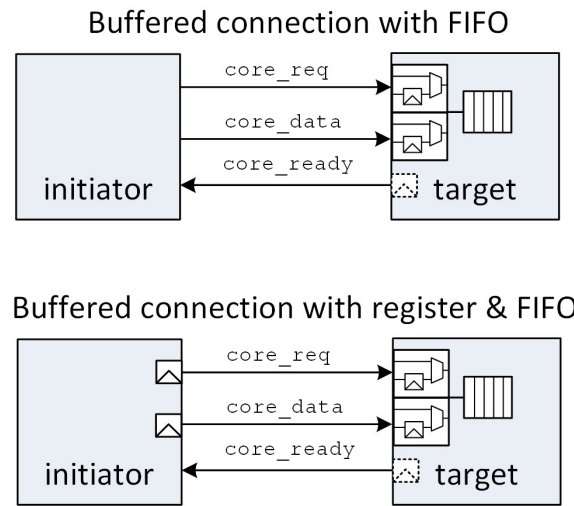 Buffered connection with FIFO
core_req
core_data
core_ready
initiator
target
Buffered connection with register & FIFO
core_req
core_data
core_ready
initiator
target